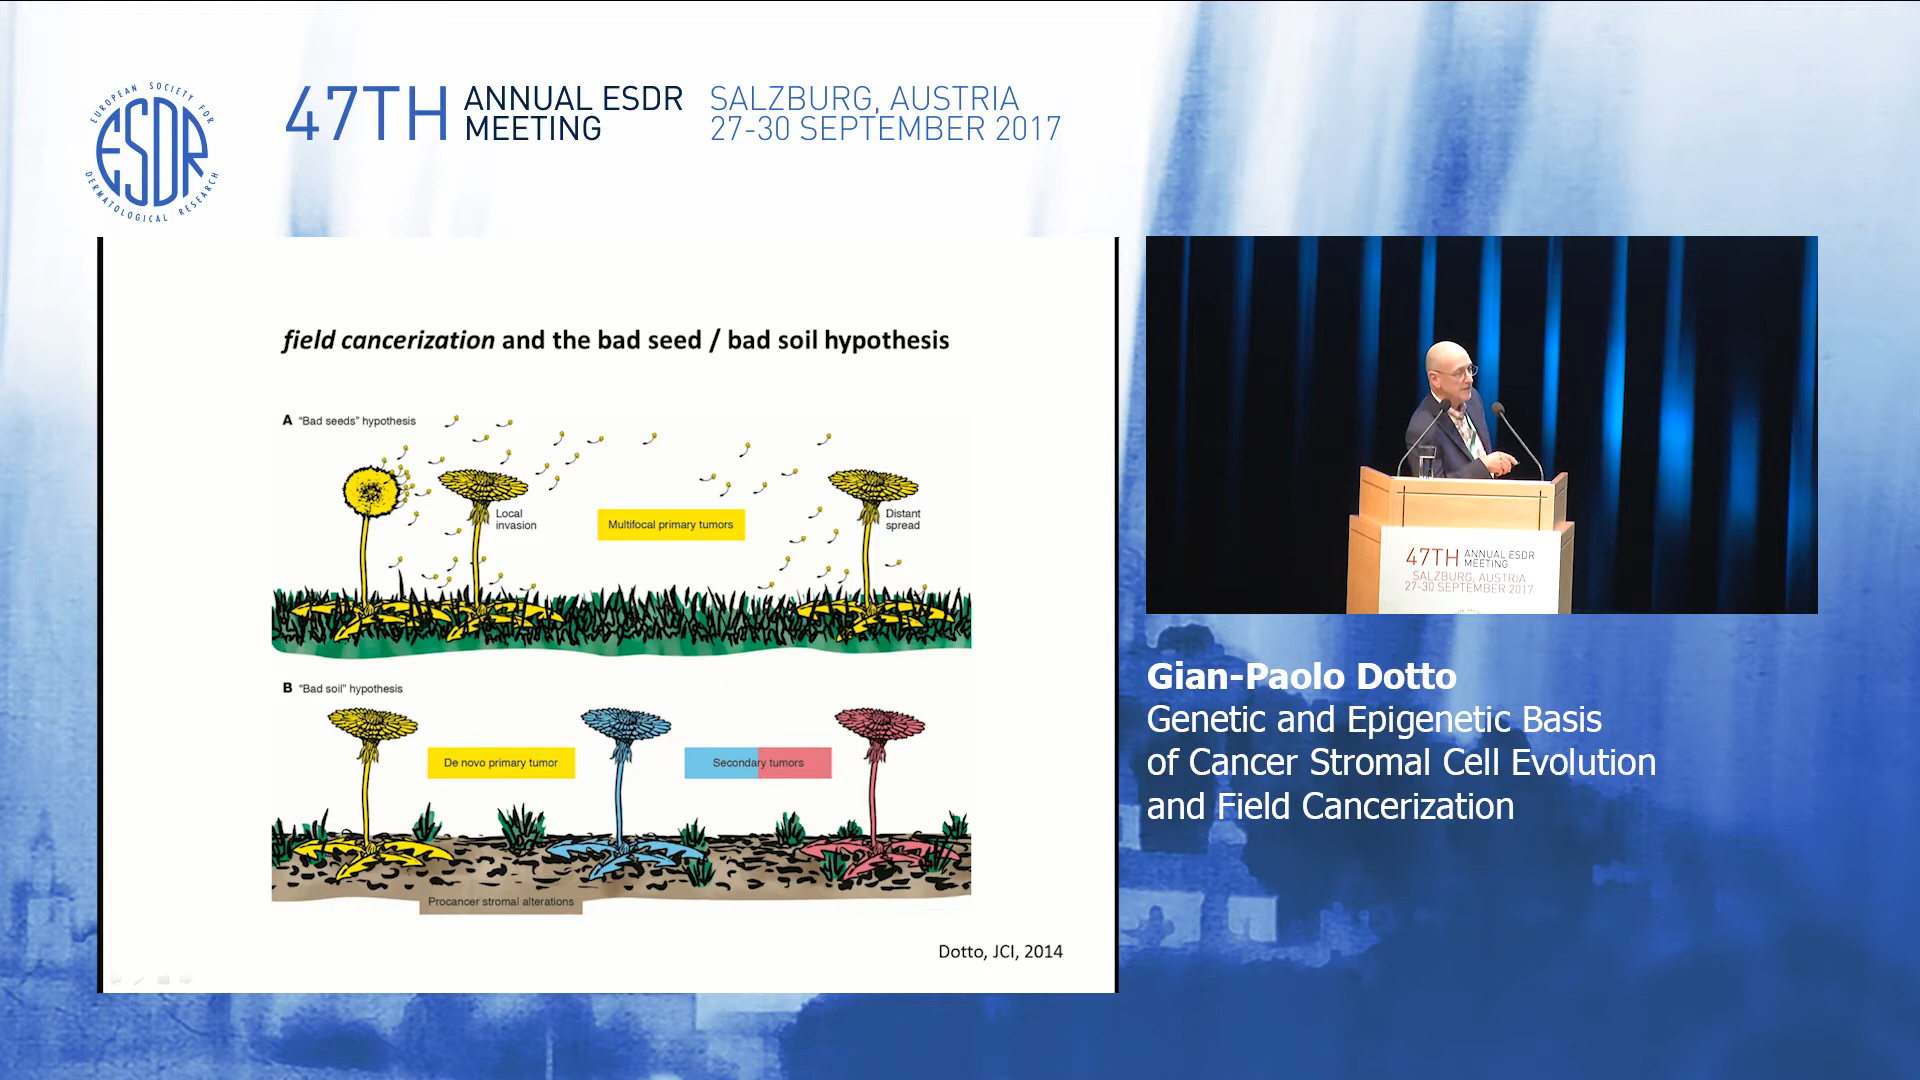 EUROPEAN SOCIETY FOR
ESDR
DERMATOLOGICAL RESEARCH
47TH ANNUAL ESDR MEETING
SALZBURG, AUSTRIA
27-30 SEPTEMBER 2017
field cancerization and the bad seed / bad soil hypothesis
A "Bad seeds" hypothesis
Local
invasion
Multifocal primary tumors
Distant
spread
B "Bad soil" hypothesis
De novo primary tumor
Secondary tumors
Procancer stromal alterations
Dotto, JCI, 2014
47TH ANNUAL ESDR MEETING
SALZBURG, AUSTRIA
27-30 SEPTEMBER 2017
Gian-Paolo Dotto
Genetic and Epigenetic Basis
of Cancer Stromal Cell Evolution
and Field Cancerization